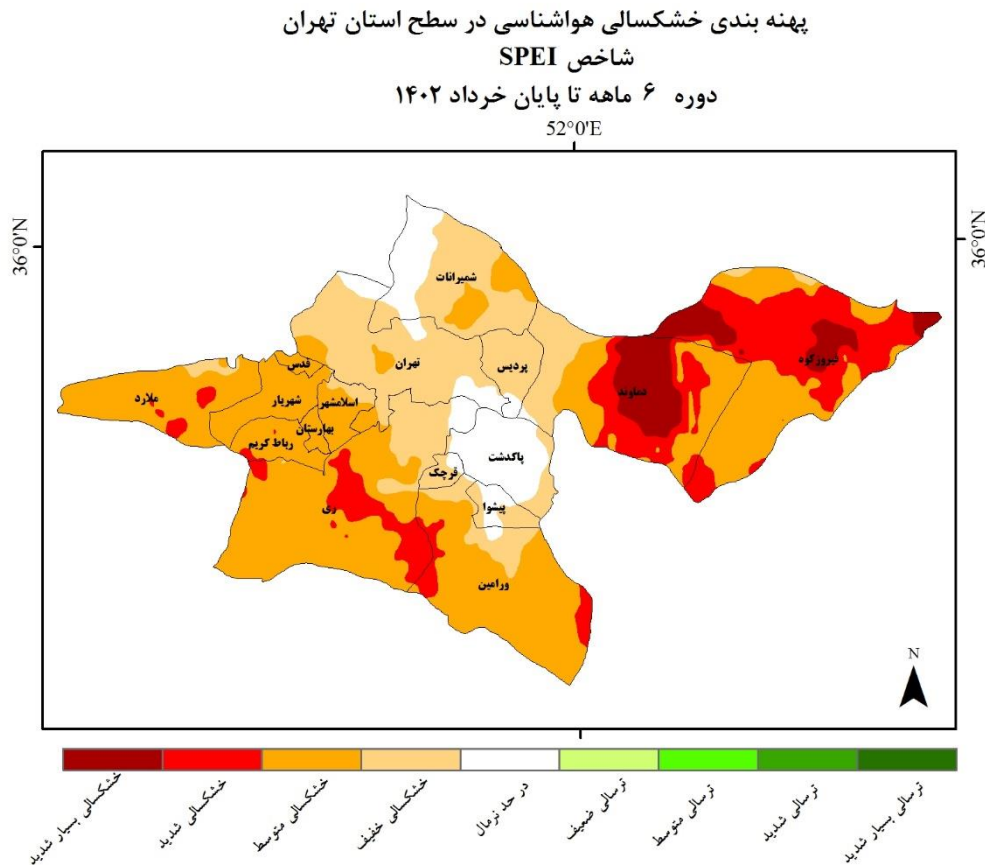 پهنه بندی خشکسالی هواشناسی در سطح استان تهران
شاخص SPEI
دوره ۶ ماهه تا پایان خرداد ۱۴۰۲
52°0'E
36°0'N
36°0'N
شمیرانات
تهران
پردیس
قدس
ملارد
شهریار
اسلامشهر
بهارستان
رباط کریم
دماوند
فیروزکوه
پاکدشت
قرچک
پیشوا
ری
ورامین
N
خشکسالی بسیار شدید
خشکسالی شدید
خشکسالی متوسط
خشکسالی خفیف
در حد نرمال
ترسالی ضعیف
ترسالی متوسط
ترسالی شدید
ترسالی بسیار شدید